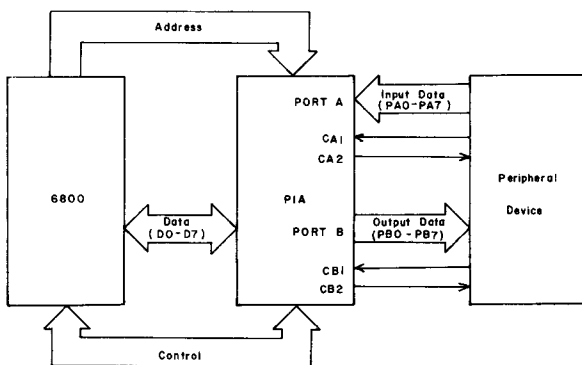 Address
PORT A
Input Data
(PA0-PA7)
CA1
CA2
6800
PIA
Peripheral
Device
Data
(D0-D7)
PORT B
Output Data
(PB0-PB7)
CB1
CB2
Control